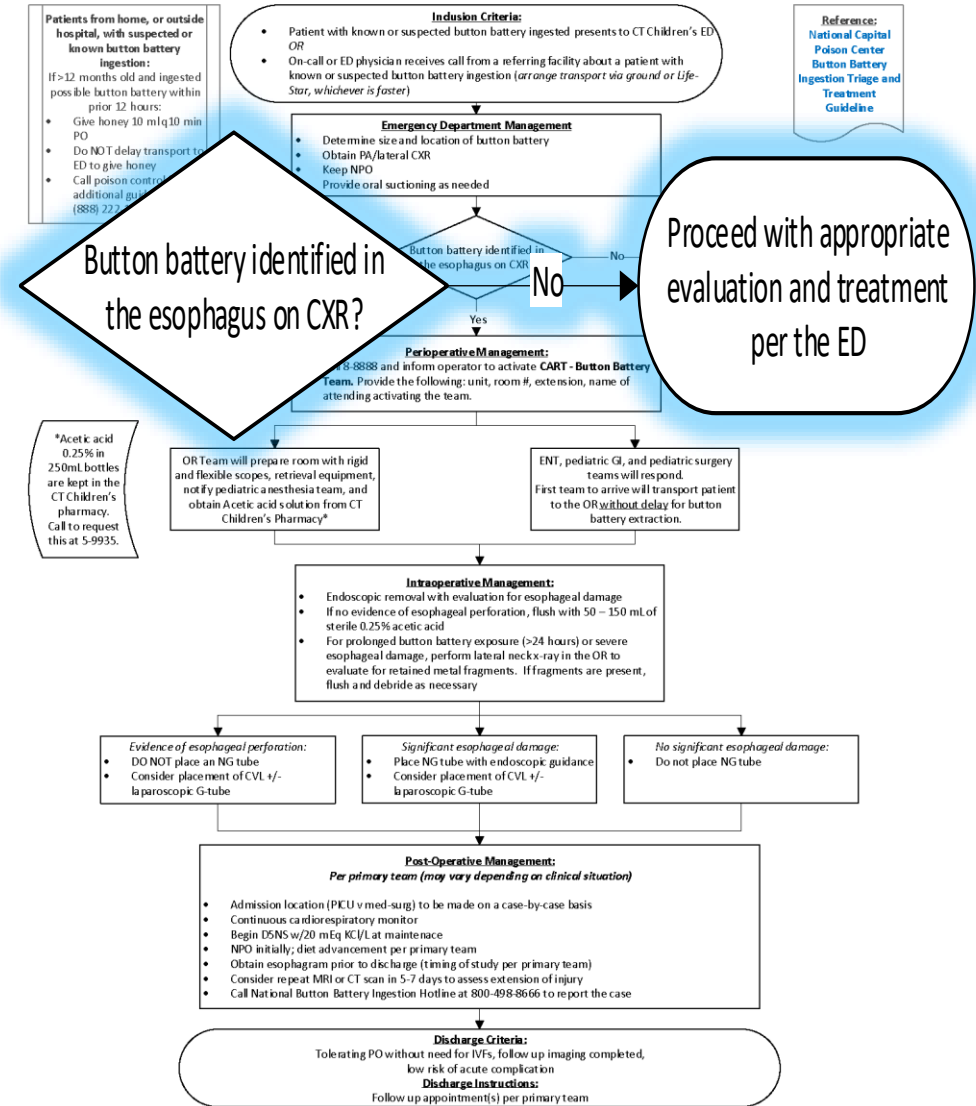 Patients from home, or outside
hospital, with suspected or
known button battery
ingestion:
If >12 months old and ingested
possible button battery within
prior 12 hours:
• Give honey 10 ml q10 min
PO
• Do NOT delay transport to
ED to give honey
• Call poison control
additional
(888) 222
Inclusion Criteria:
• Patient with known or suspected button battery ingested presents to CT Children's ED
OR
• On-call or ED physician receives call from a referring facility about a patient with
known or suspected button battery ingestion (arrange transport via ground or Life-
Star, whichever is faster)
Reference:
National Capital
Poison Center
Button Battery
Ingestion Triage and
Treatment
Guideline
Emergency Department Management
• Determine size and location of button battery
• Obtain PA/lateral CXR
• Keep NPO
Provide oral suctioning as needed
Button battery identified in
the esophagus on CXR?
No
Proceed with appropriate
evaluation and treatment
per the ED
Button battery identified in
the esophagus on CXR
No
Yes
Perioperative Management:
8-8888 and inform operator to activate CART - Button Battery
Team. Provide the following: unit, room #, extension, name of
attending activating the team.
*Acetic acid
0.25% in
250mL bottles
are kept in the
CT Children's
pharmacy.
Call to request
this at 5-9935.
OR Team will prepare room with rigid
and flexible scopes, retrieval equipment,
notify pediatric anesthesia team, and
obtain Acetic acid solution from CT
Children's Pharmacy*
ENT, pediatric GI, and pediatric surgery
teams will respond.
First team to arrive will transport patient
to the OR without delay for button
battery extraction.
Intraoperative Management:
• Endoscopic removal with evaluation for esophageal damage
• If no evidence of esophageal perforation, flush with 50 – 150 mL of
sterile 0.25% acetic acid
• For prolonged button battery exposure (>24 hours) or severe
esophageal damage, perform lateral neck x-ray in the OR to
evaluate for retained metal fragments. If fragments are present,
flush and debride as necessary
Evidence of esophageal perforation:
• DO NOT place an NG tube
• Consider placement of CVL +/-
laparoscopic G-tube
Significant esophageal damage:
• Place NG tube with endoscopic guidance
• Consider placement of CVL +/-
laparoscopic G-tube
No significant esophageal damage:
• Do not place NG tube
Post-Operative Management:
Per primary team (may vary depending on clinical situation)
• Admission location (PICU v med-surg) to be made on a case-by-case basis
• Continuous cardiorespiratory monitor
• Begin D5NS w/20 mEq KCl/L at maintenace
• NPO initially; diet advancement per primary team
• Obtain esophagram prior to discharge (timing of study per primary team)
• Consider repeat MRI or CT scan in 5-7 days to assess extension of injury
• Call National Button Battery Ingestion Hotline at 800-498-8666 to report the case
Discharge Criteria:
Tolerating PO without need for IVFs, follow up imaging completed,
low risk of acute complication
Discharge Instructions:
Follow up appointment(s) per primary team